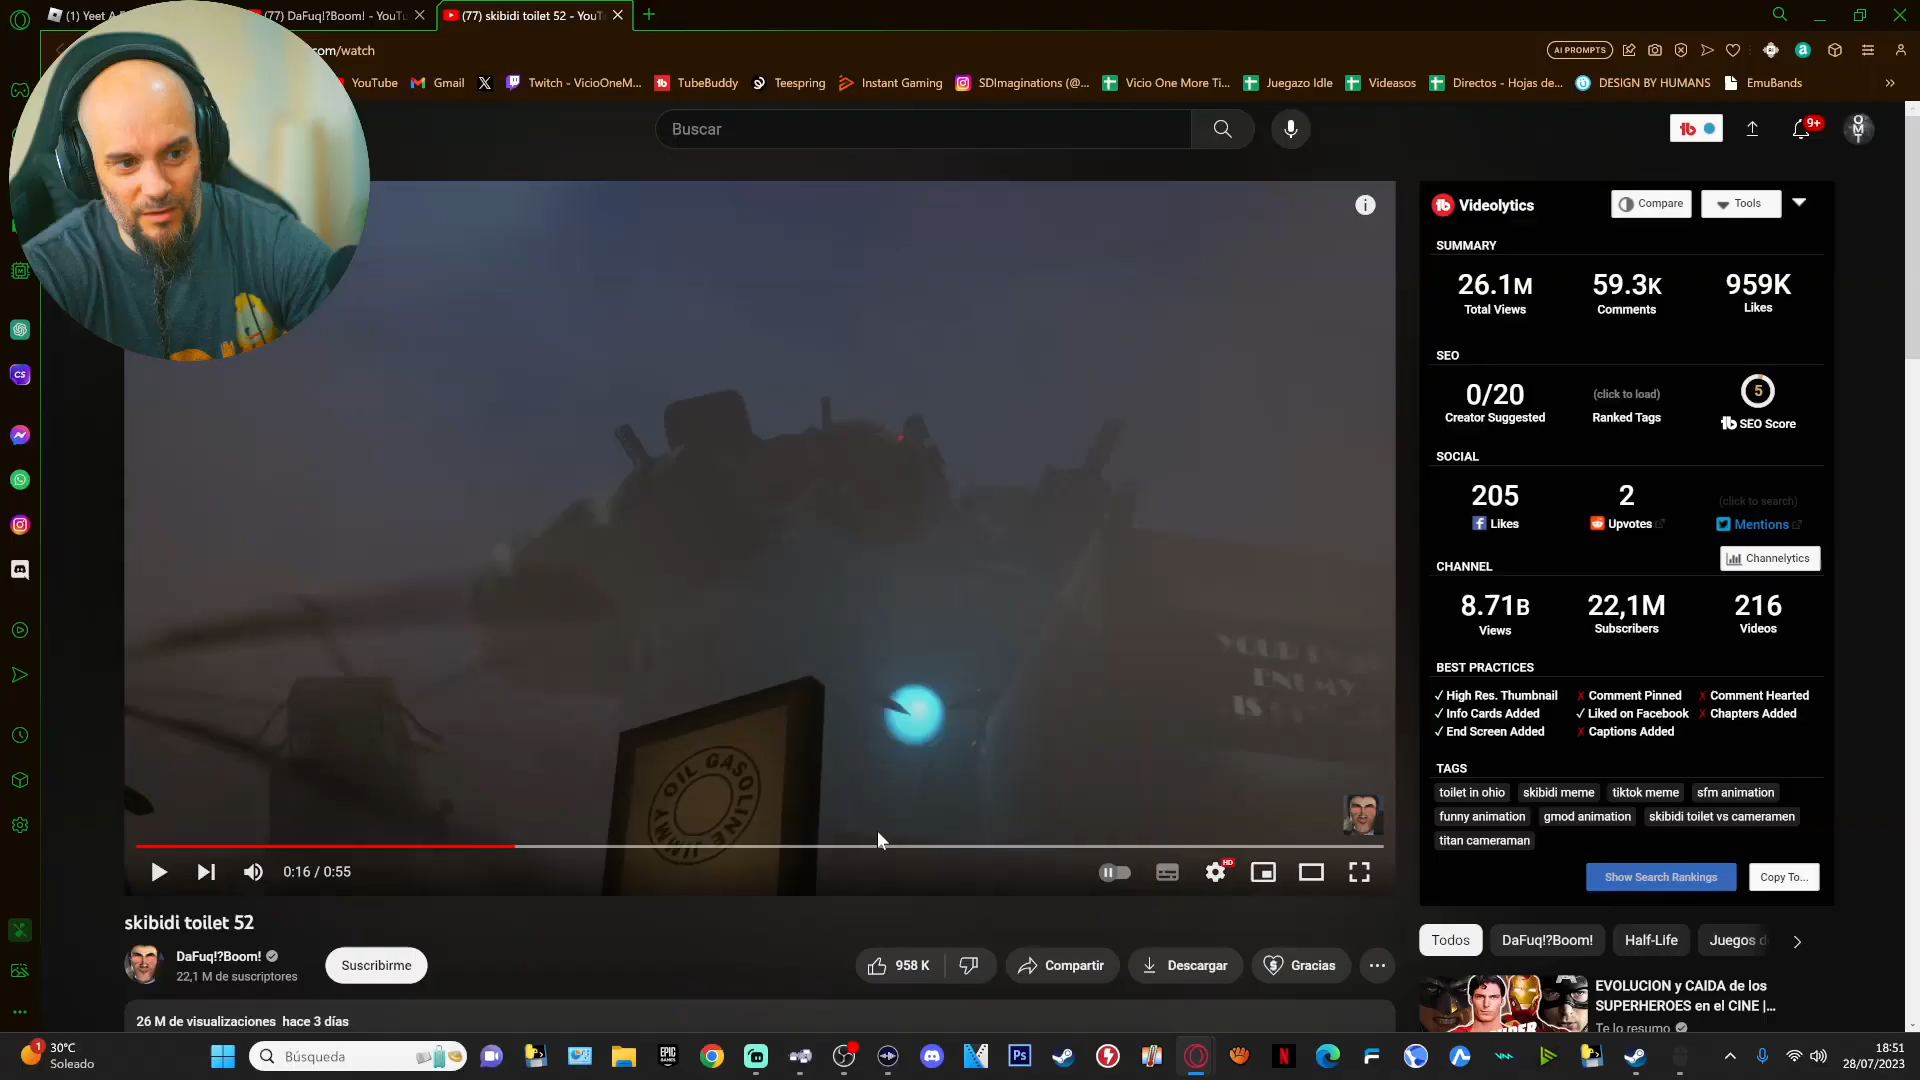 (77) DaFuq!?Boom! - YouTu
(77) skibidi toilet 52 - YouT
com/watch
AI PROMPTS
YouTube
Gmail
Twitch - VicioOneM...
TubeBuddy
Teespring
Instant Gaming
SDImaginations (@...
Vicio One More Ti...
Juegazo Idle
Videasos
Directos - Hojas de...
DESIGN BY HUMANS
EmuBands
Buscar
9+
OMT
Videolytics
Compare
Tools
SUMMARY
26.1M 59.3K 959K
Total Views Comments Likes
SEO
0/20 (click to load) 5
Creator Suggested Ranked Tags SEO Score
SOCIAL
205 2 (click to search)
Likes Upvotes Mentions
CHANNEL Channelytics
8.71B 22,1M 216
Views Subscribers Videos
BEST PRACTICES
✓ High Res. Thumbnail ✗ Comment Pinned ✗ Comment Hearted
✓ Info Cards Added ✓ Liked on Facebook ✗ Chapters Added
✓ End Screen Added ✗ Captions Added
TAGS
toilet in ohio skibidi meme tiktok meme sfm animation
funny animation gmod animation skibidi toilet vs cameramen
titan cameraman
Show Search Rankings Copy To...
ENEMY
IS
JIMMY OIL GASOLINE
0:16 / 0:55
HD
skibidi toilet 52
DaFuq!?Boom!
22,1 M de suscriptores
Suscribirme
958 K
Compartir
Descargar
Gracias
26 M de visualizaciones hace 3 días
Todos
DaFuq!?Boom!
Half-Life
Juegos d
EVOLUCION y CAIDA de los
SUPERHEROES en el CINE |...
Te lo resumo
1
30°C
Soleado
Búsqueda
18:51
28/07/2023